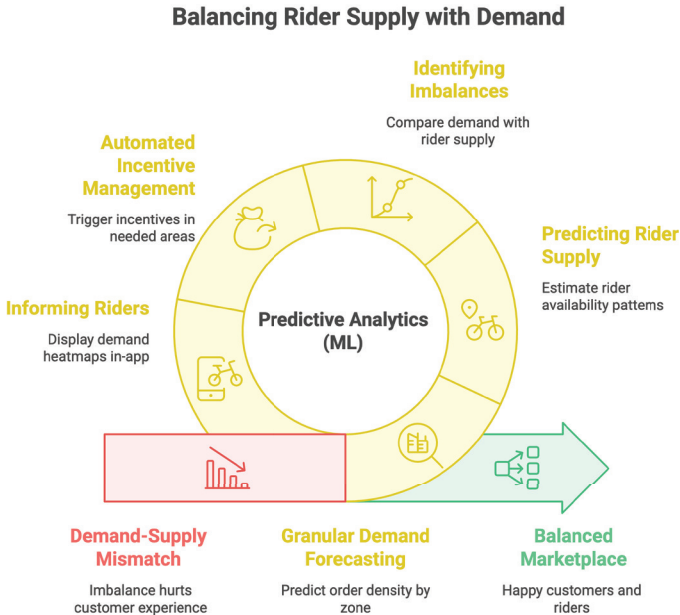 Balancing Rider Supply with Demand
Identifying
Imbalances
Compare demand with
rider supply
Automated
Incentive
Management
Trigger incentives in
needed areas
Predicting Rider
Supply
Estimate rider
availability patterns
Informing Riders
Display demand
heatmaps in-app
Predictive Analytics
(ML)
Demand-Supply
Mismatch
Imbalance hurts
customer experience
Granular Demand
Forecasting
Predict order density by
zone
Balanced
Marketplace
Happy customers and
riders